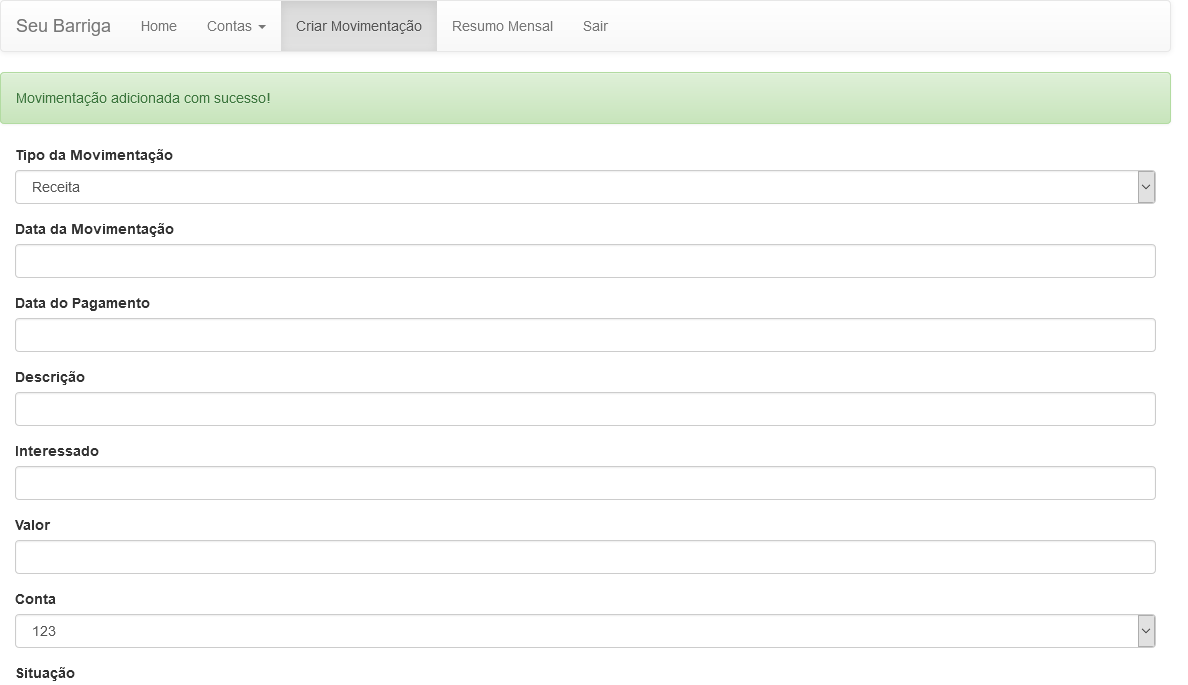 Seu Barriga Home Contas Criar Movimentação Resumo Mensal Sair
Movimentação adicionada com sucesso!
Tipo da Movimentação
Receita
Data da Movimentação
Data do Pagamento
Descrição
Interessado
Valor
Conta
123
Situação